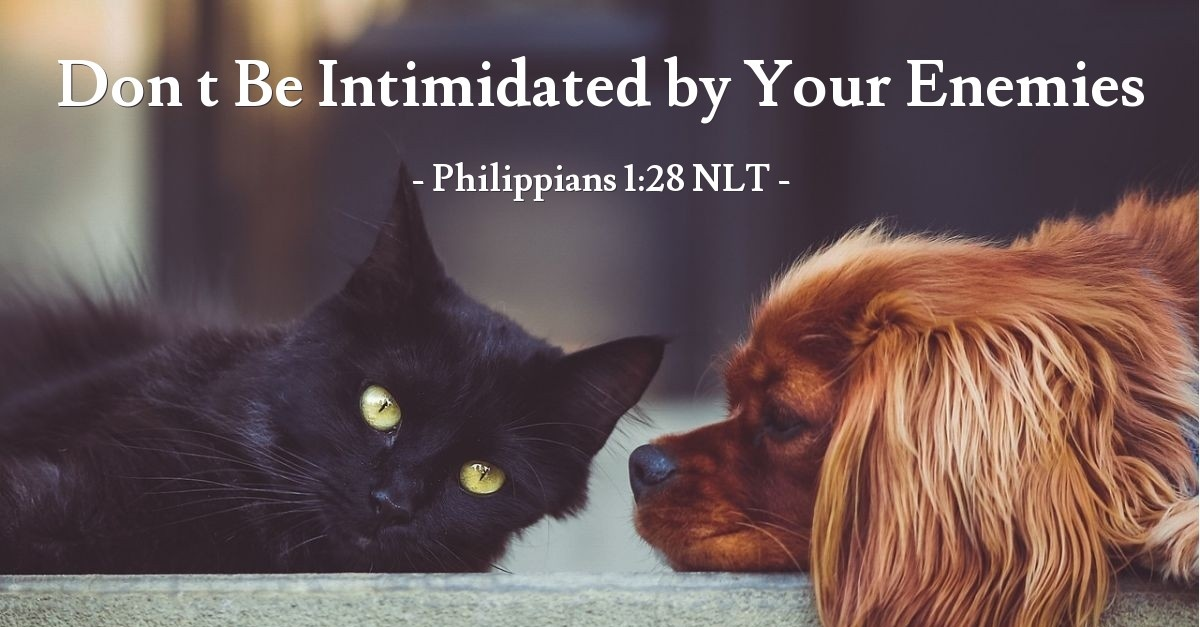 Don t Be Intimidated by Your Enemies
- Philippians 1:28 NLT -